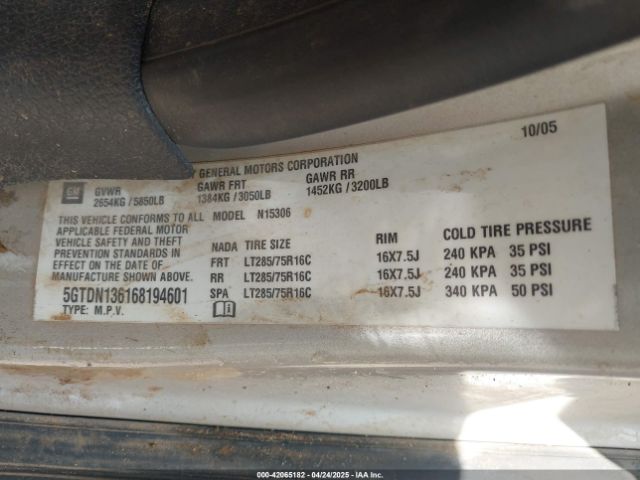 10/05
GM GENERAL MOTORS CORPORATION
GVWR GAWR FRT GAWR RR
2654KG / 5850LB 1384KG / 3050LB 1452KG / 3200LB
THIS VEHICLE CONFORMS TO ALL MODEL N15306
APPLICABLE FEDERAL MOTOR
VEHICLE SAFETY AND THEFT
PREVENTION STANDARDS IN
EFFECT ON THE DATE OF
MANUFACTURE SHOWN ABOVE.
5GTDN136168194601
TYPE: M.P.V.
NADA TIRE SIZE RIM COLD TIRE PRESSURE
FRT LT285/75R16C 16X7.5J 240 KPA 35 PSI
RR LT285/75R16C 16X7.5J 240 KPA 35 PSI
SPA LT285/75R16C 16X7.5J 340 KPA 50 PSI
000-42065182 - 04/24/2025 - IAAI.COM